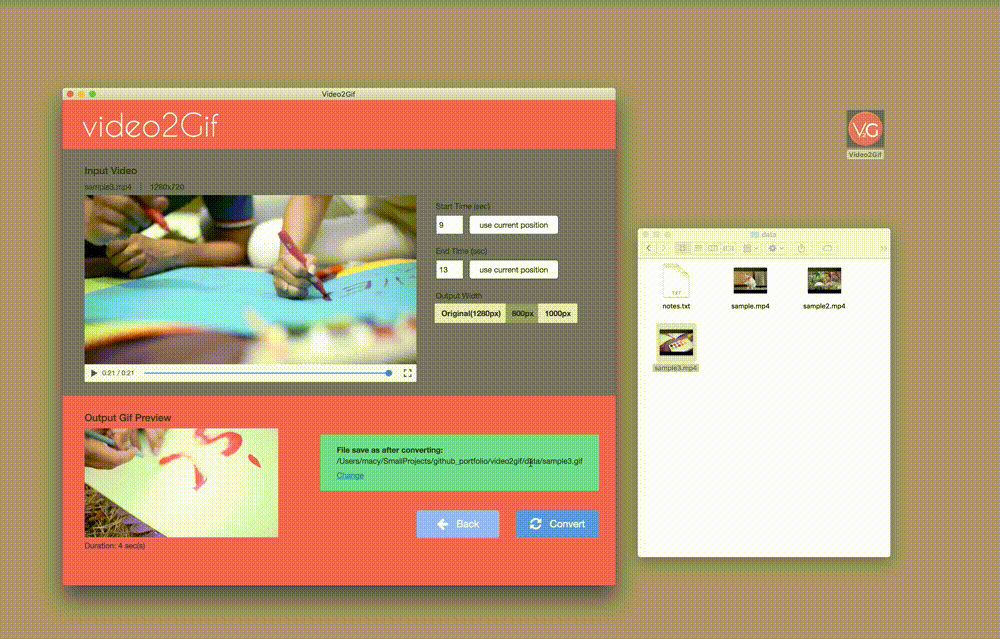 Video2Gif
video2Gif
Input Video
sample3.mp4 | 1280x720
Start Time (sec)
9 use current position
End Time (sec)
13 use current position
Output Width
Original(1280px) 800px 1000px
0:21 / 0:21
Output Gif Preview
File save as after converting:
/Users/macy/SmallProjects/github_portfolio/video2gif/data/sample3.gif
Change
Back Convert
Duration: 4 sec(s)
V2G
Video2Gif
data
TXT
notes.txt sample.mp4 sample2.mp4
sample3.mp4